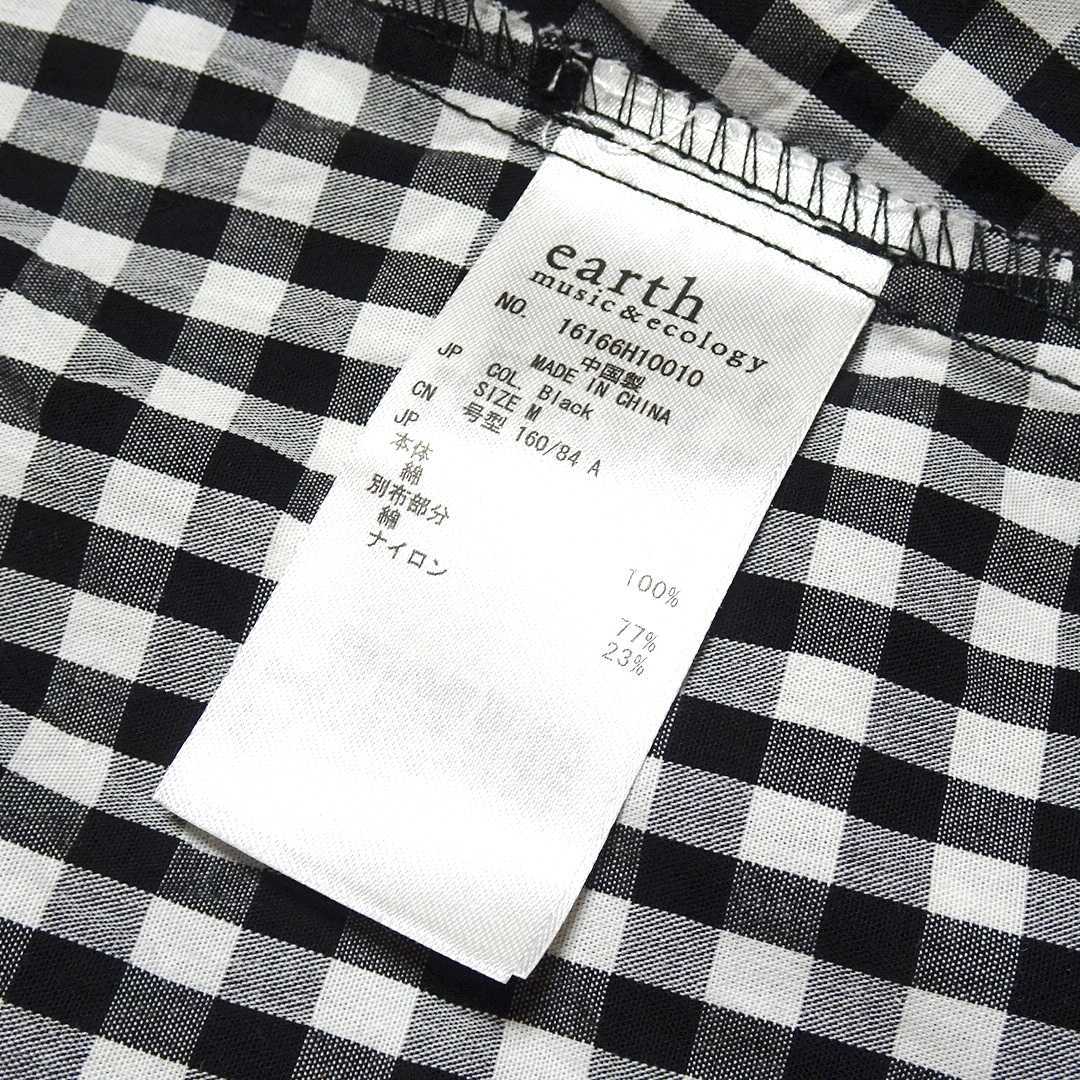 earth
music&ecology
NO. 16166H10010
中国製
MADE IN CHINA
COL. Black
JP SIZE M
CN 号型 160/84 A
JP
本体
綿 100%
別布部分
綿 77%
ナイロン 23%